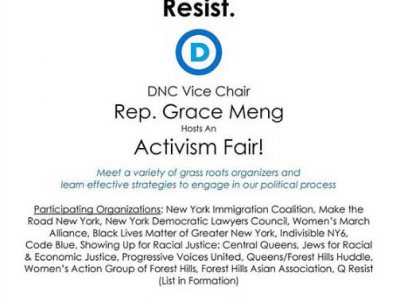 Resist.
D
DNC Vice Chair
Rep. Grace Meng
Hosts An
Activism Fair!
Meet a variety of grass roots organizers and
learn effective strategies to engage in our political process
Participating Organizations: New York Immigration Coalition, Make the
Road New York, New York Democratic Lawyers Council, Women's March
Alliance, Black Lives Matter of Greater New York, Indivisible NY6,
Code Blue, Showing Up for Racial Justice: Central Queens, Jews for Racial
& Economic Justice, Progressive Voices United, Queens/Forest Hills Huddle,
Women's Action Group of Forest Hills, Forest Hills Asian Association, Q Resist
(List in Formation)